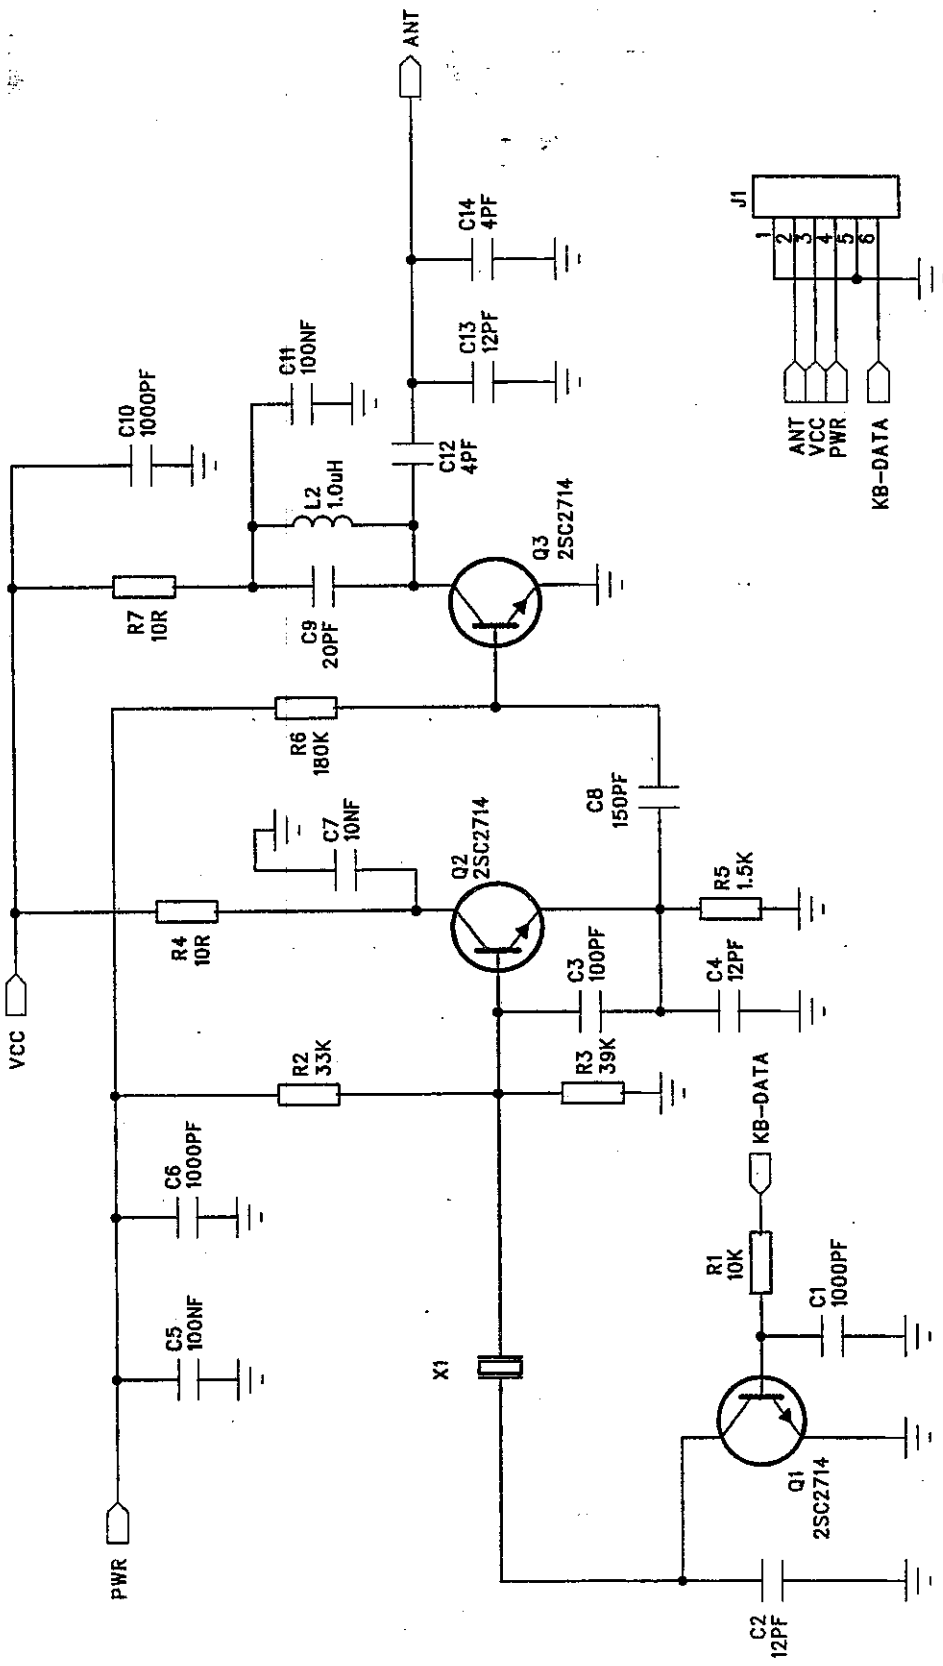 ANT
C14
4PF
C13
12PF
C11
100NF
C10
1000PF
L2
1.0uH
C12
4PF
R7
10R
C9
20PF
Q3
2SC2714
J1
1
2
3
4
5
6
ANT
VCC
PWR
KB-DATA
R6
180K
C8
150PF
C7
10NF
Q2
2SC2714
R4
10R
R5
1.5K
C3
100PF
C4
12PF
VCC
R2
33K
R3
39K
KB-DATA
C6
1000PF
R1
10K
C1
1000PF
C5
100NF
X1
Q1
2SC2714
PWR
C2
12PF